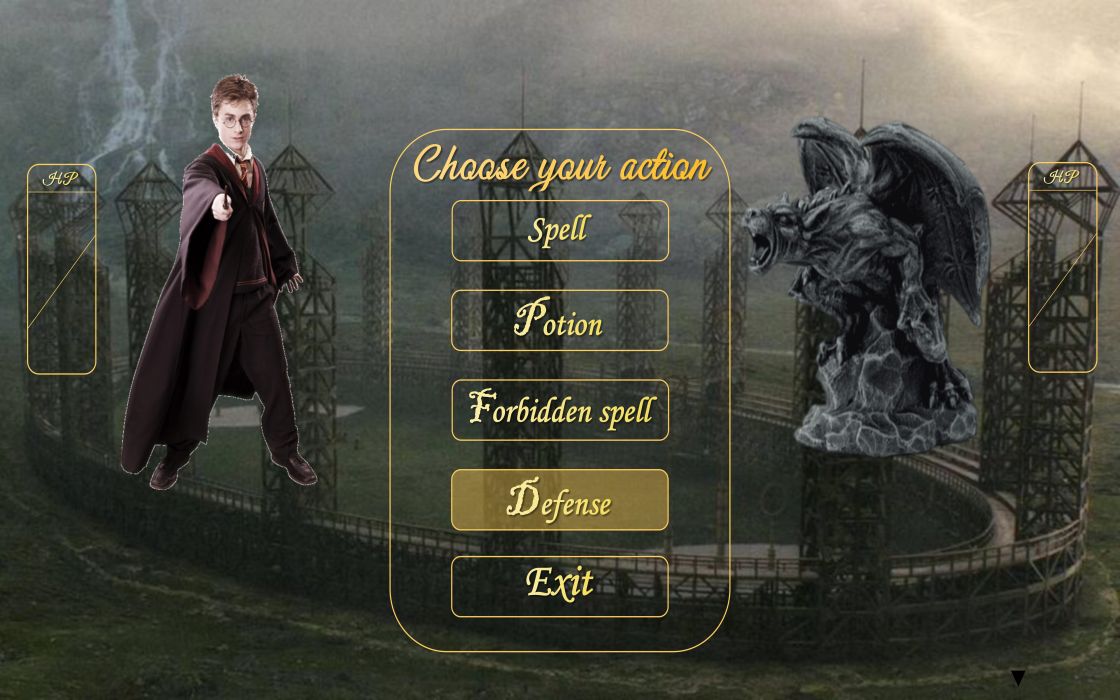 Choose your action
HP
HP
Spell
Potion
Forbidden spell
Defense
Exit